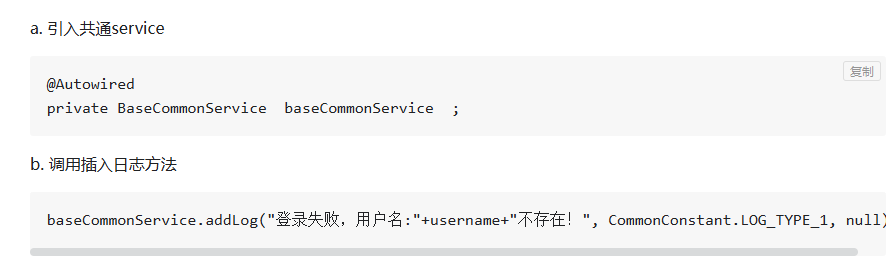 a. 引入共通service
复制
@Autowired
private BaseCommonService  baseCommonService  ;
b. 调用插入日志方法
baseCommonService.addLog("登录失败，用户名:"+username+"不存在！", CommonConstant.LOG_TYPE_1, null)